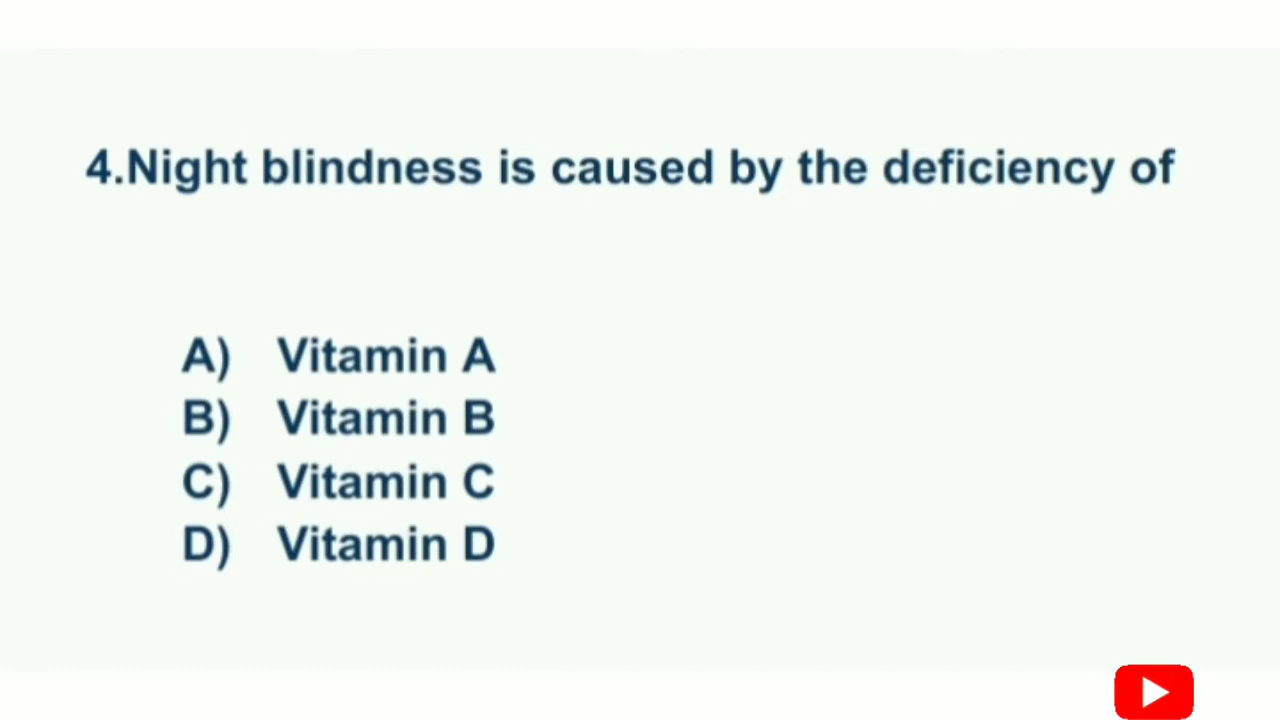 4.Night blindness is caused by the deficiency of
A) Vitamin A
B) Vitamin B
C) Vitamin C
D) Vitamin D